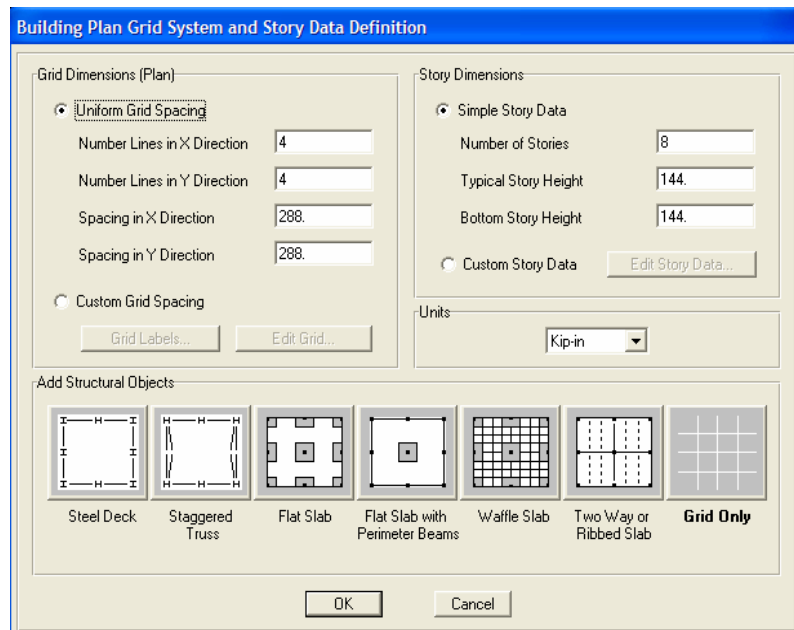 Building Plan Grid System and Story Data Definition
Grid Dimensions (Plan)
Uniform Grid Spacing
Number Lines in X Direction 4
Number Lines in Y Direction 4
Spacing in X Direction 288.
Spacing in Y Direction 288.
Custom Grid Spacing
Grid Labels... Edit Grid...
Story Dimensions
Simple Story Data
Number of Stories 8
Typical Story Height 144.
Bottom Story Height 144.
Custom Story Data Edit Story Data...
Units
Kip-in
Add Structural Objects
Steel Deck
Staggered
Truss
Flat Slab
Flat Slab with
Perimeter Beams
Waffle Slab
Two Way or
Ribbed Slab
Grid Only
OK Cancel